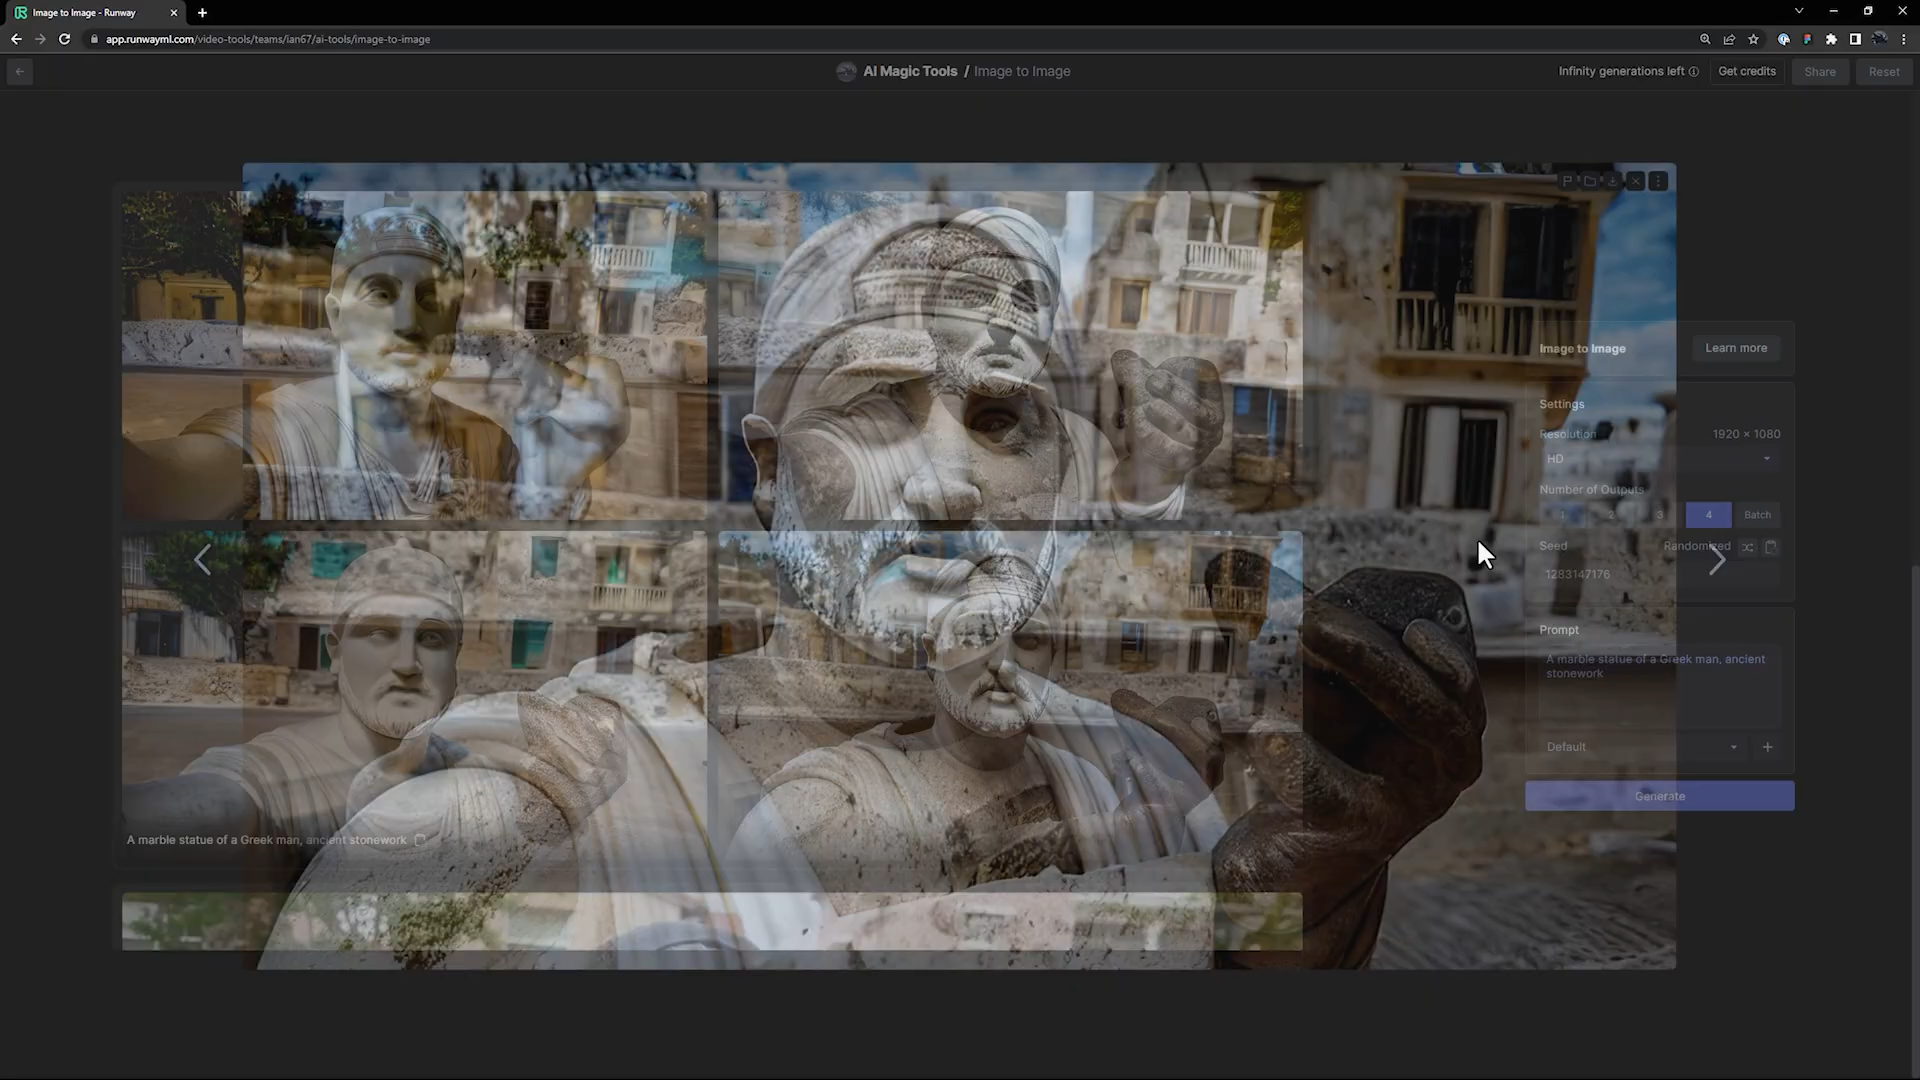 Image to Image - Runway
app.runwayml.com/video-tools/teams/ian67/ai-tools/image-to-image
AI Magic Tools / Image to Image
Infinity generations left
Get credits
Share
Reset
Image to Image
Learn more
Settings
Resolution
1920 × 1080
HD
Number of Outputs
1
2
3
4
Batch
Seed
Randomized
1283147176
Prompt
A marble statue of a Greek man, ancient
stonework
Default
Generate
A marble statue of a Greek man, ancient stonework